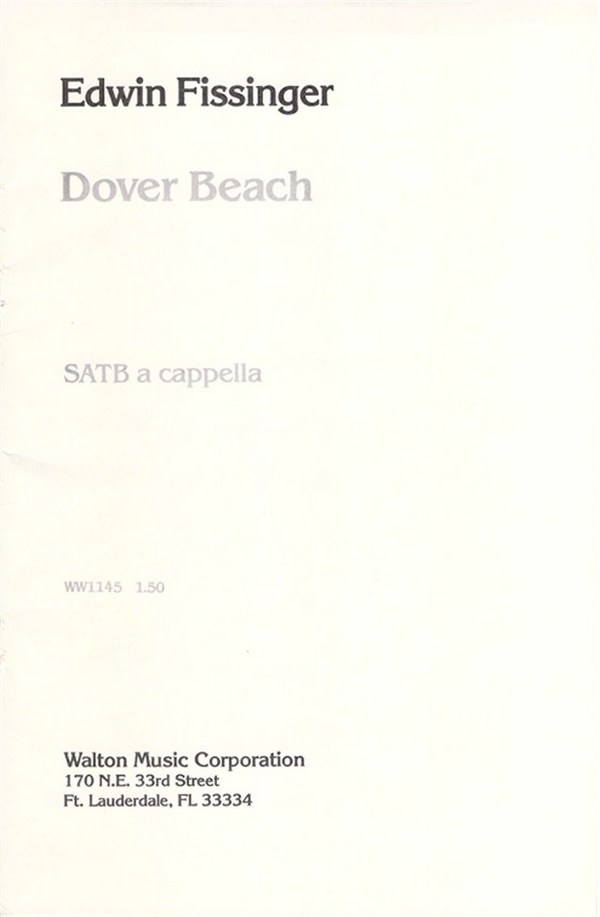 Edwin Fissinger
Dover Beach
SATB a cappella
WW1145 1.50
Walton Music Corporation
170 N.E. 33rd Street
Ft. Lauderdale, FL 33334